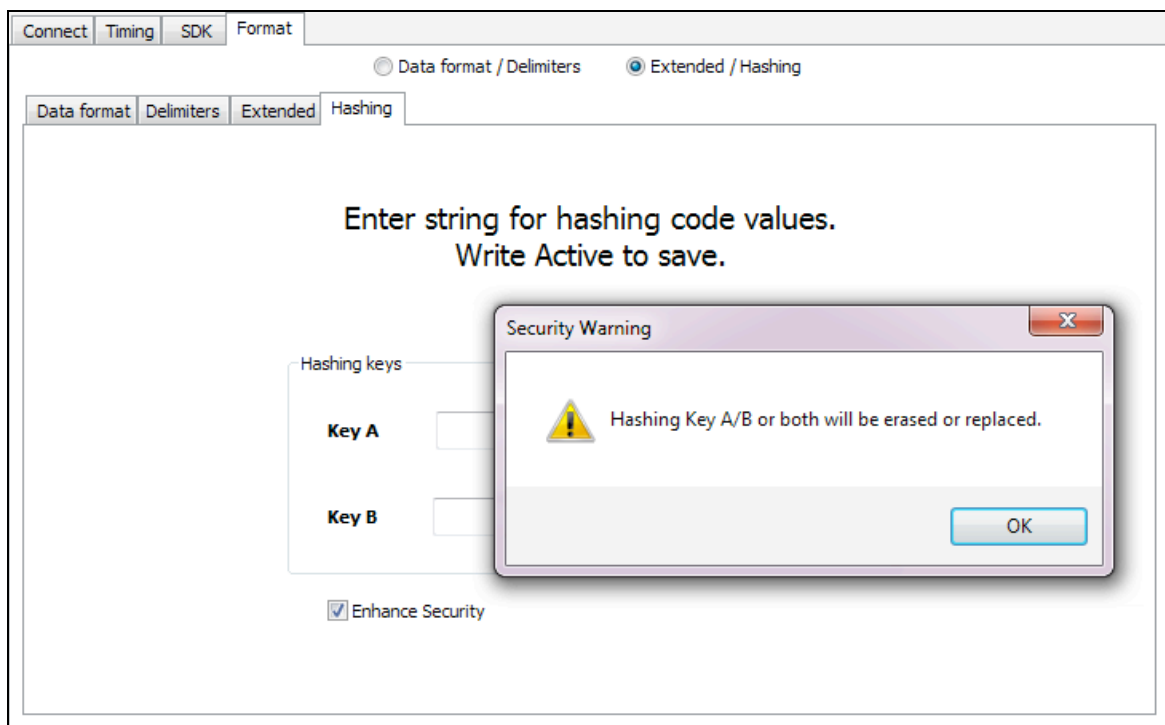 Connect Timing SDK Format
Data format / Delimiters Extended / Hashing
Data format Delimiters Extended Hashing
Enter string for hashing code values.
Write Active to save.
Security Warning
Hashing keys
Hashing Key A/B or both will be erased or replaced.
Key A
Key B
OK
Enhance Security